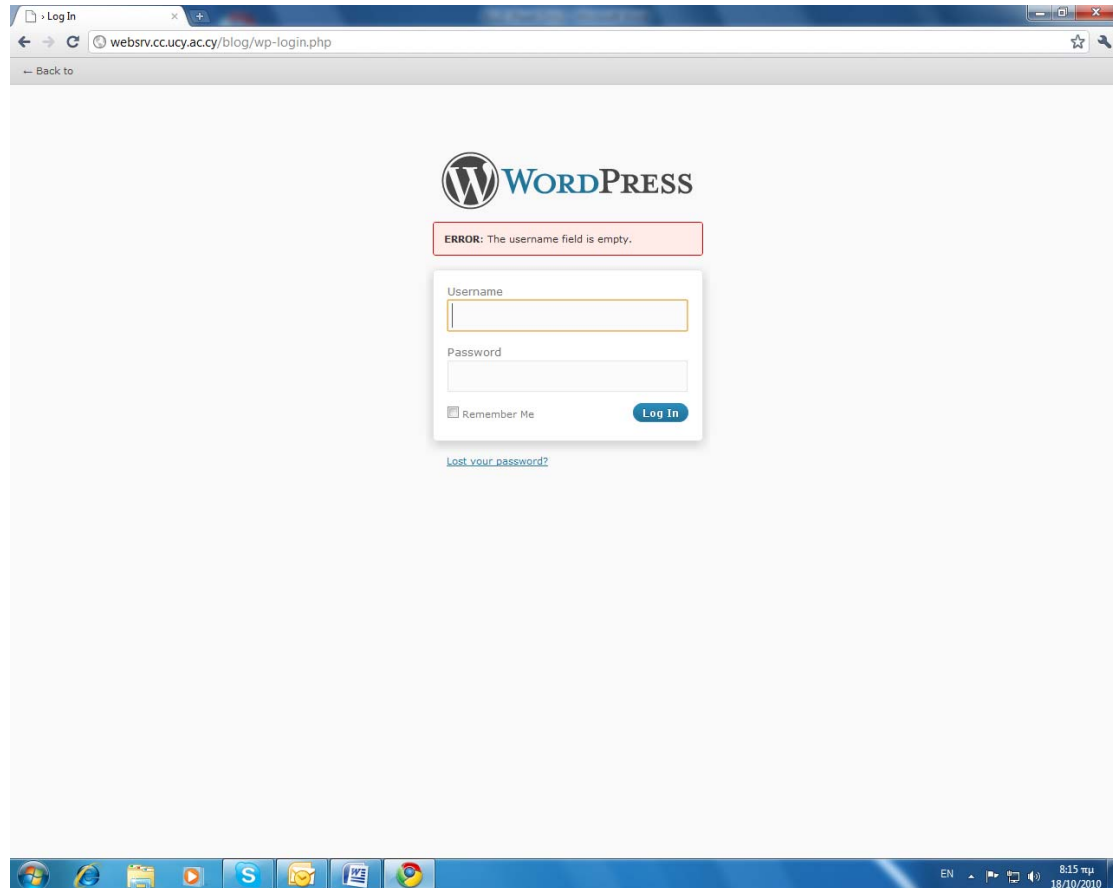 › Log In
websrv.cc.ucy.ac.cy/blog/wp-login.php
← Back to
WORDPRESS
ERROR: The username field is empty.
Username
Password
Remember Me
Log In
Lost your password?
EN
8:15 πμ
18/10/2010